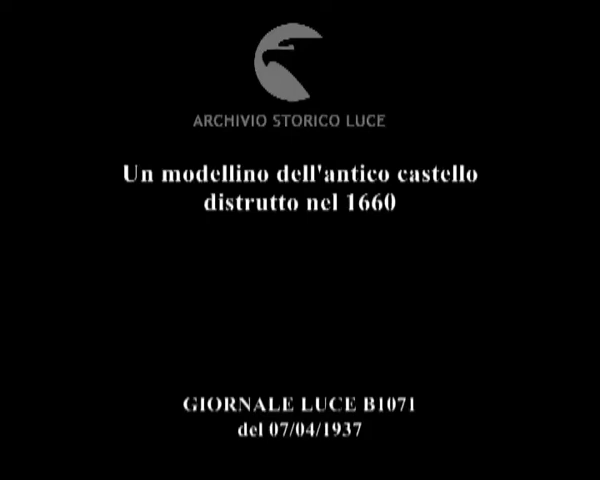 ARCHIVIO STORICO LUCE
Un modellino dell'antico castello
distrutto nel 1660
GIORNALE LUCE B1071
del 07/04/1937